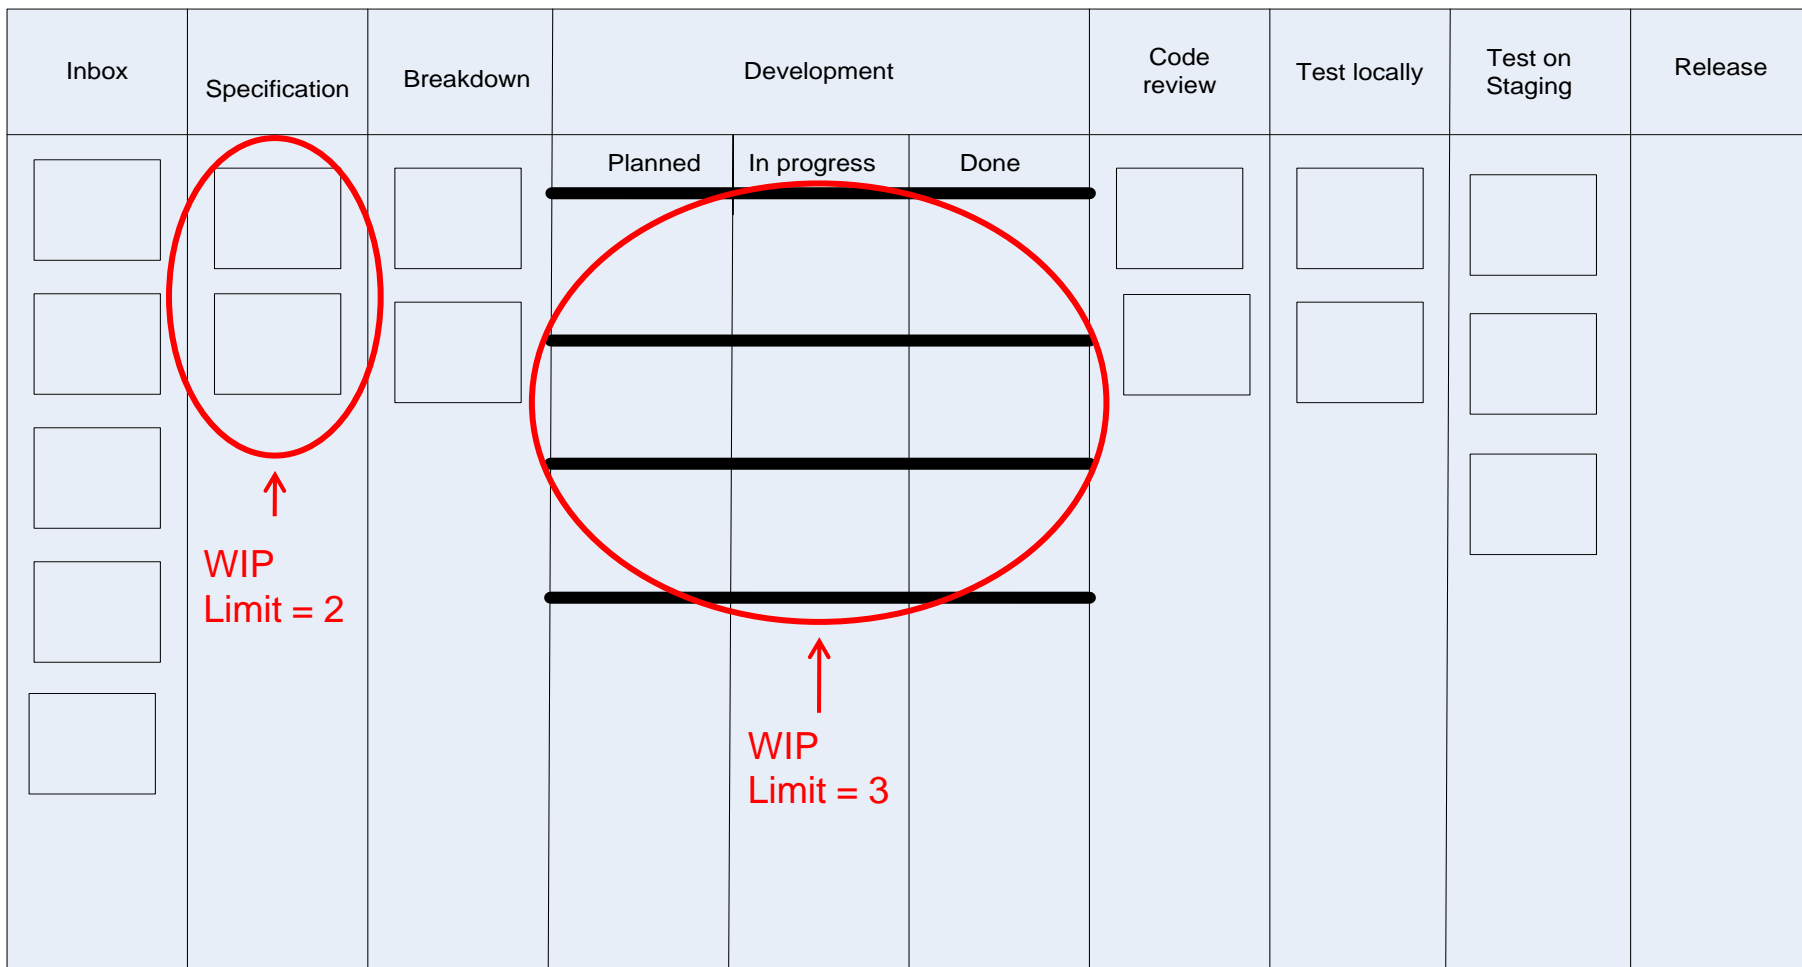 Inbox
Specification
Breakdown
Development
Code
review
Test locally
Test on
Staging
Release
Planned
In progress
Done
WIP
Limit = 2
WIP
Limit = 3